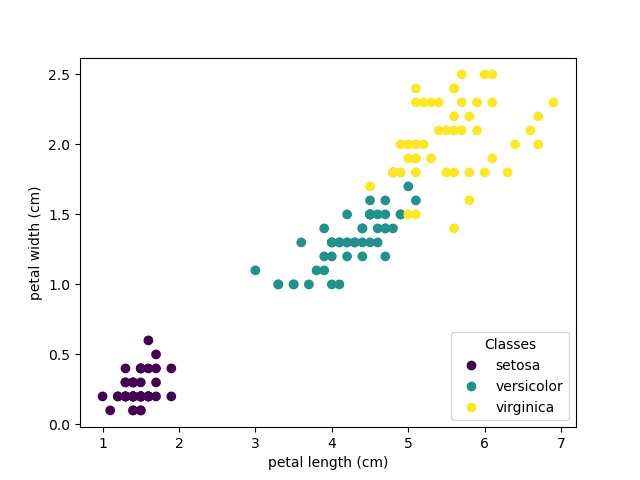 2.5
2.0
1.5
1.0
0.5
0.0
petal width (cm)
Classes
setosa
versicolor
virginica
1 2 3 4 5 6 7
petal length (cm)